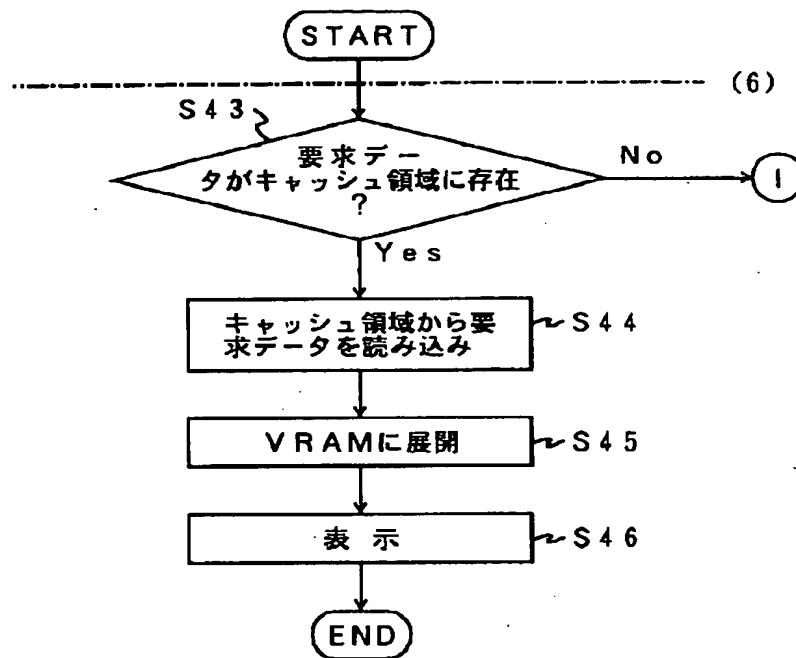 START
(6)
S43
要求デー
タがキャッシュ領域に存在
?
No
I
Yes
キャッシュ領域から要
求データを読み込み
S44
VRAMに展開
S45
表示
S46
END